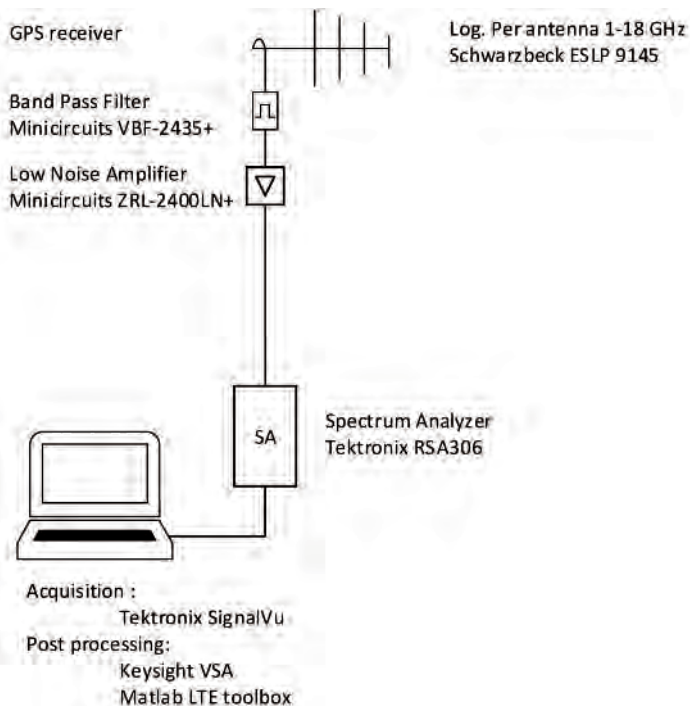 GPS receiver
Log. Per antenna 1-18 GHz
Schwarzbeck ESLP 9145
Band Pass Filter
Minicircuits VBF-2435+
Low Noise Amplifier
Minicircuits ZRL-2400LN+
SA
Spectrum Analyzer
Tektronix RSA306
Acquisition :
Tektronix SignalVu
Post processing:
Keysight VSA
Matlab LTE toolbox